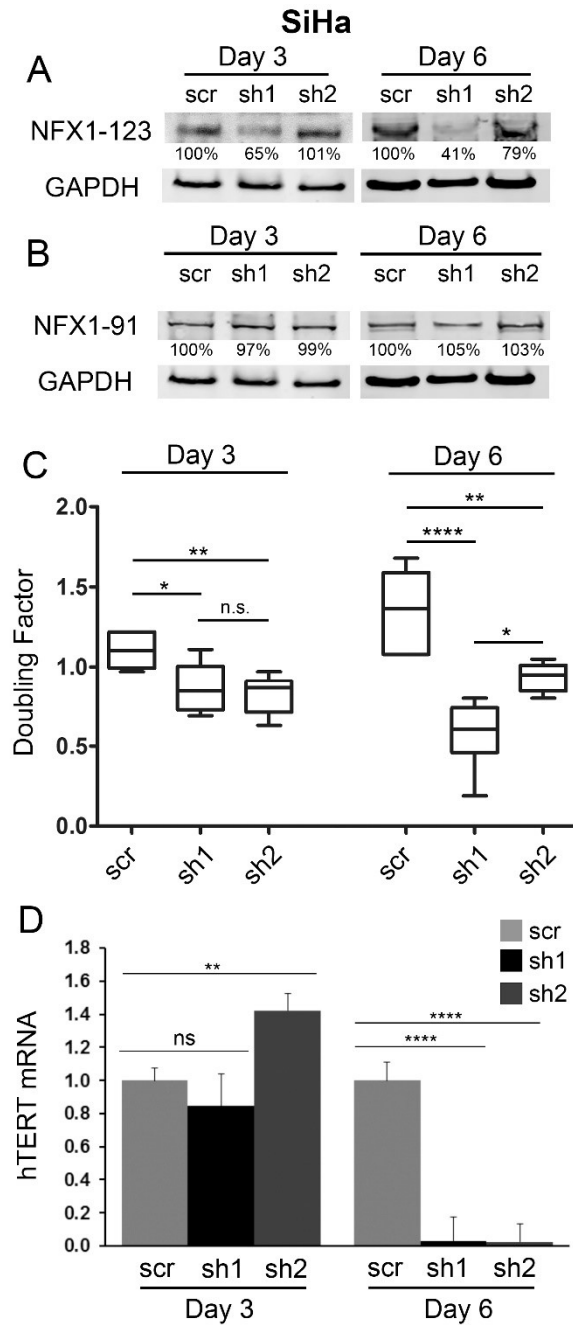 SiHa
A
Day 3
Day 6
scr sh1 sh2 scr sh1 sh2
NFX1-123
100% 65% 101% 100% 41% 79%
GAPDH
B
Day 3
Day 6
scr sh1 sh2 scr sh1 sh2
NFX1-91
100% 97% 99% 100% 105% 103%
GAPDH
C
Day 3
Day 6
2.0
**
****
**
*
n.s.
*
1.5
1.0
0.5
0.0
Doubling Factor
scr sh1 sh2 scr sh1 sh2
D
scr
sh1
sh2
1.8
1.6
1.4
1.2
1.0
0.8
0.6
0.4
0.2
0.0
hTERT mRNA
**
ns
****
****
scr sh1 sh2 scr sh1 sh2
Day 3 Day 6